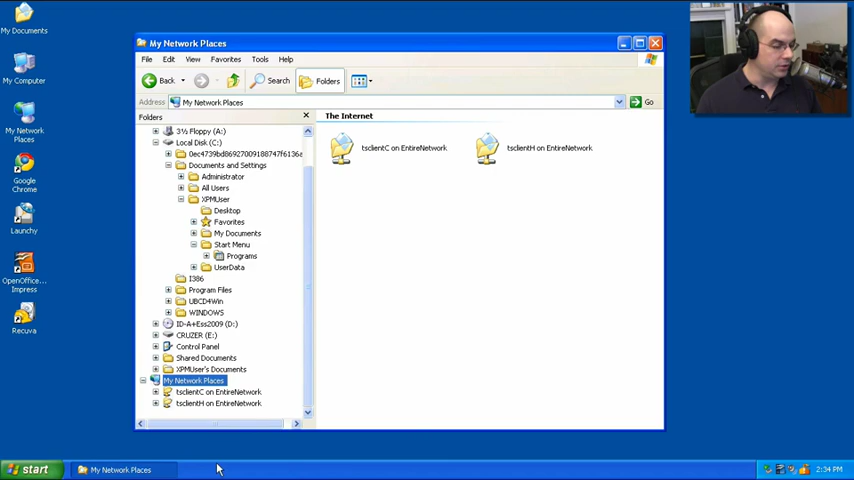 My Documents
My Computer
My Network
Places
Google
Chrome
Launchy
OpenOffice...
Impress
Recuva
My Network Places
File Edit View Favorites Tools Help
Back Search Folders
Address My Network Places Go
Folders
3½ Floppy (A:)
Local Disk (C:)
0ec4739bd86927009188747f6136a
Documents and Settings
Administrator
All Users
XPMUser
Desktop
Favorites
My Documents
Start Menu
Programs
UserData
I386
Program Files
UBCD4Win
WINDOWS
ID-A+Ess2009 (D:)
CRUZER (E:)
Control Panel
Shared Documents
XPMUser's Documents
My Network Places
tsclientC on EntireNetwork
tsclientH on EntireNetwork
The Internet
tsclientC on EntireNetwork
tsclientH on EntireNetwork
start
My Network Places
2:34 PM